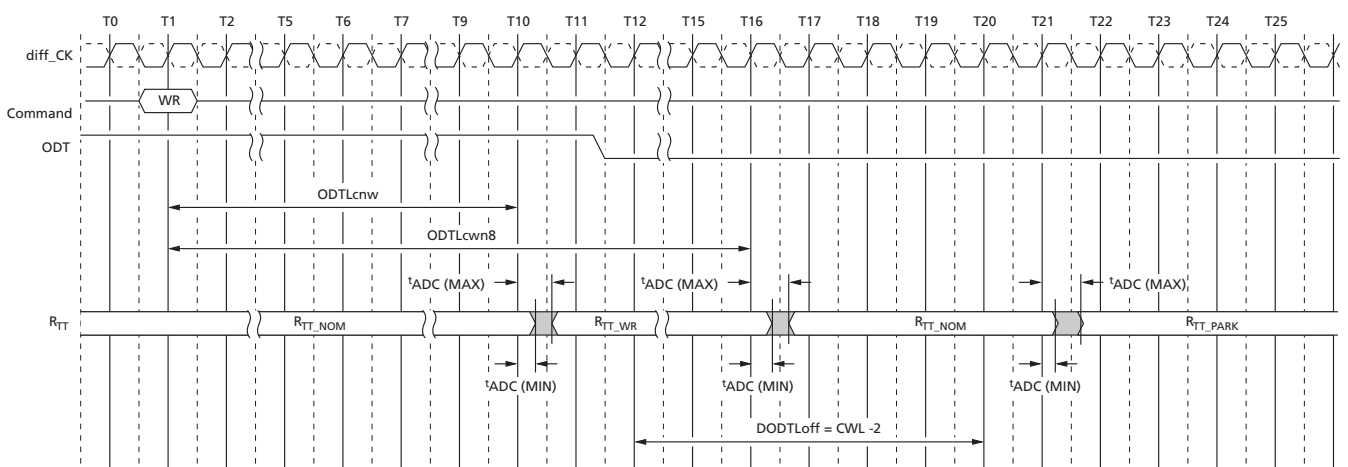 T0 T1 T2 T5 T6 T7 T9 T10 T11 T12 T15 T16 T17 T18 T19 T20 T21 T22 T23 T24 T25
diff_CK
Command WR
ODT
ODTLcnw
ODTLcwn8
tADC (MAX) tADC (MAX) tADC (MAX)
RTT RTT_NOM RTT_WR RTT_NOM RTT_PARK
tADC (MIN) tADC (MIN) tADC (MIN)
DODTLoff = CWL -2